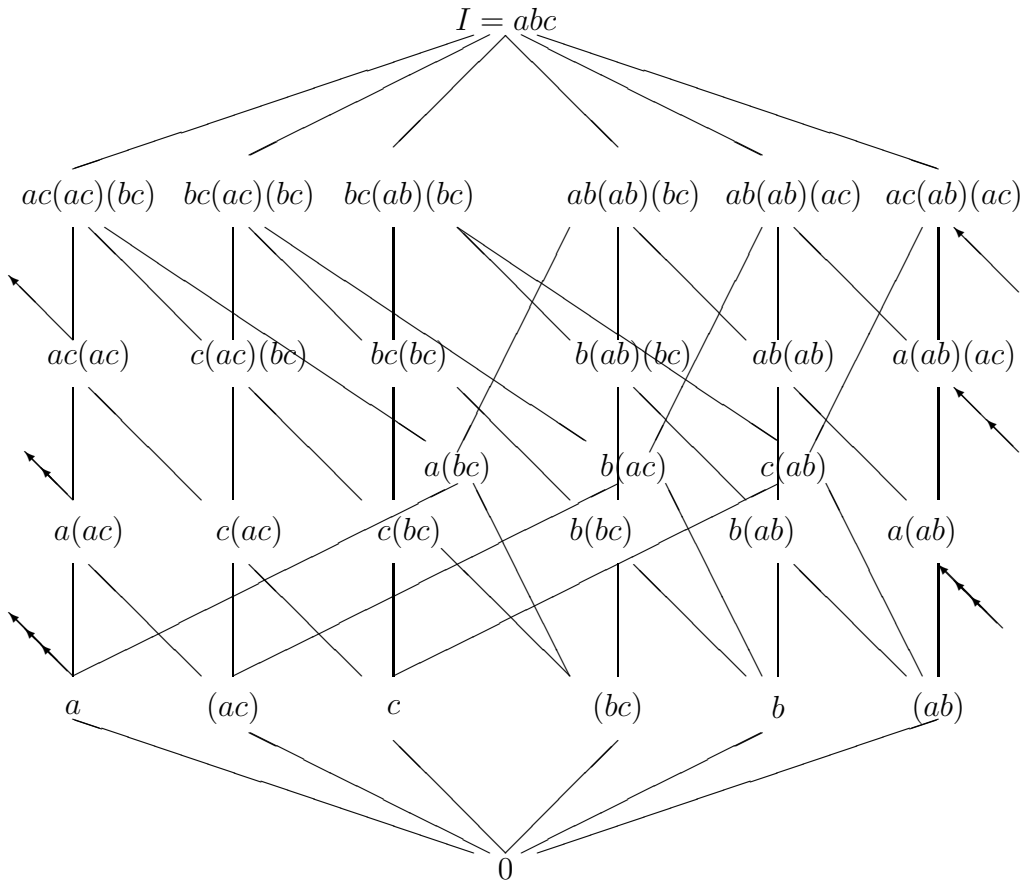 I = abc
ac(ac)(bc) bc(ac)(bc) bc(ab)(bc) ab(ab)(bc) ab(ab)(ac) ac(ab)(ac)
ac(ac) c(ac)(bc) bc(bc) b(ab)(bc) ab(ab) a(ab)(ac)
a(bc) b(ac) c(ab)
a(ac) c(ac) c(bc) b(bc) b(ab) a(ab)
a (ac) c (bc) b (ab)
0